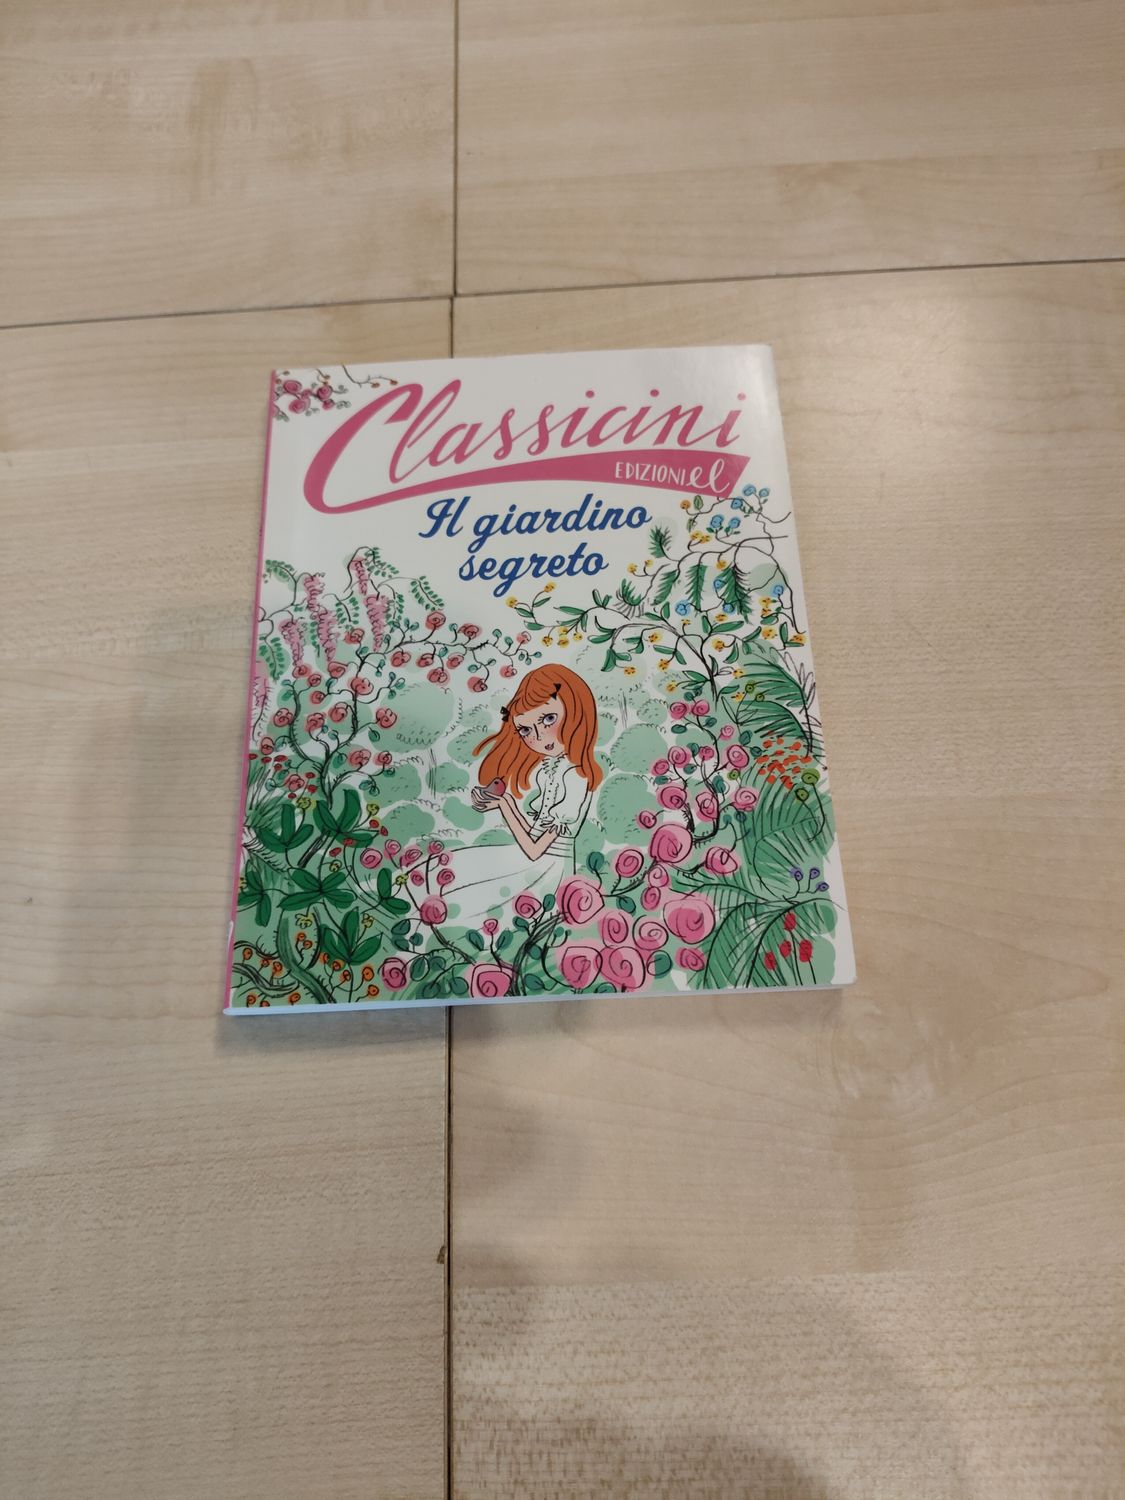 Classicini
EDIZIONI el
Il giardino
segreto